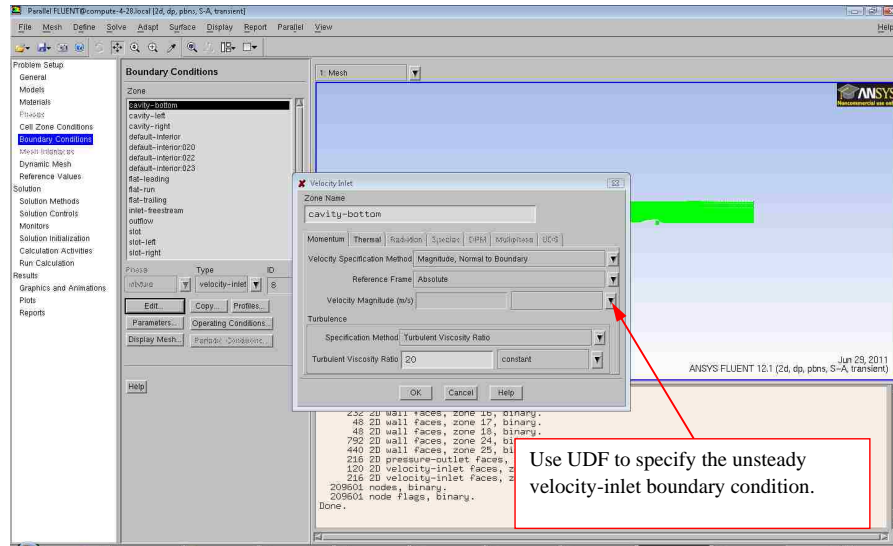 Parallel FLUENT@compute-4-28.local [2d, dp, pbns, S-A, transient]
File Mesh Define Solve Adapt Surface Display Report Parallel View Help
Problem Setup
General
Models
Materials
Phases
Cell Zone Conditions
Boundary Conditions
Mesh Interfaces
Dynamic Mesh
Reference Values
Solution
Solution Methods
Solution Controls
Monitors
Solution Initialization
Calculation Activities
Run Calculation
Results
Graphics and Animations
Plots
Reports
Boundary Conditions
Zone
cavity-bottom
cavity-left
cavity-right
default-interior
default-interior:020
default-interior:022
default-interior:023
flat-leading
flat-run
flat-trailing
inlet-freestream
outflow
slot
slot-left
slot-right
Phase Type ID
mixture velocity-inlet 8
Edit... Copy... Profiles...
Parameters... Operating Conditions...
Display Mesh... Periodic Conditions...
Help
1: Mesh
ANSYS
Noncommercial use only
Velocity Inlet
Zone Name
cavity-bottom
Momentum Thermal Radiation Species DPM Multiphase UDS
Velocity Specification Method Magnitude, Normal to Boundary
Reference Frame Absolute
Velocity Magnitude (m/s)
Turbulence
Specification Method Turbulent Viscosity Ratio
Turbulent Viscosity Ratio 20 constant
OK Cancel Help
Jun 29, 2011
ANSYS FLUENT 12.1 (2d, dp, pbns, S-A, transient)
232 2D wall faces, zone 16, binary.
48 2D wall faces, zone 17, binary.
48 2D wall faces, zone 18, binary.
792 2D wall faces, zone 24, bi
440 2D wall faces, zone 25, bi
216 2D pressure-outlet faces,
120 2D velocity-inlet faces, z
216 2D velocity-inlet faces, z
209601 nodes, binary.
209601 node flags, binary.
Done.
Use UDF to specify the unsteady
velocity-inlet boundary condition.